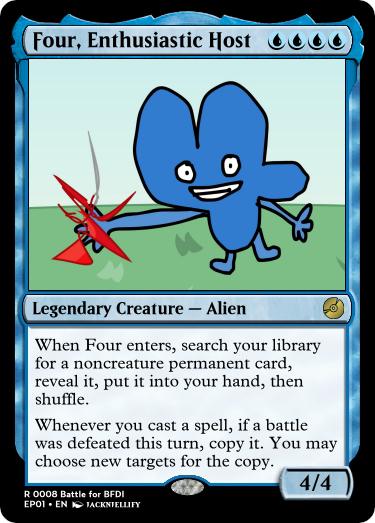 Four, Enthusiastic Host
Legendary Creature — Alien
When Four enters, search your library
for a noncreature permanent card,
reveal it, put it into your hand, then
shuffle.
Whenever you cast a spell, if a battle
was defeated this turn, copy it. You may
choose new targets for the copy.
4/4
R 0008 Battle for BFDI
EP01 • EN JACKNJELLIFY